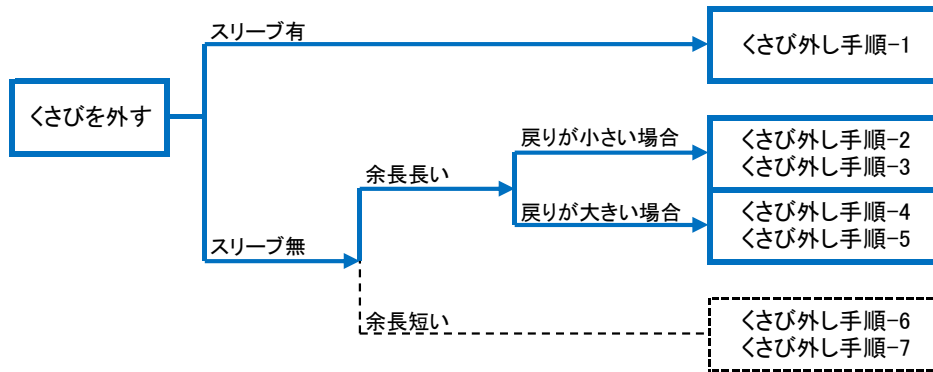 スリーブ有
くさび外し手順-1
くさびを外す
戻りが小さい場合
くさび外し手順-2
くさび外し手順-3
余長長い
戻りが大きい場合
くさび外し手順-4
くさび外し手順-5
スリーブ無
余長短い
くさび外し手順-6
くさび外し手順-7